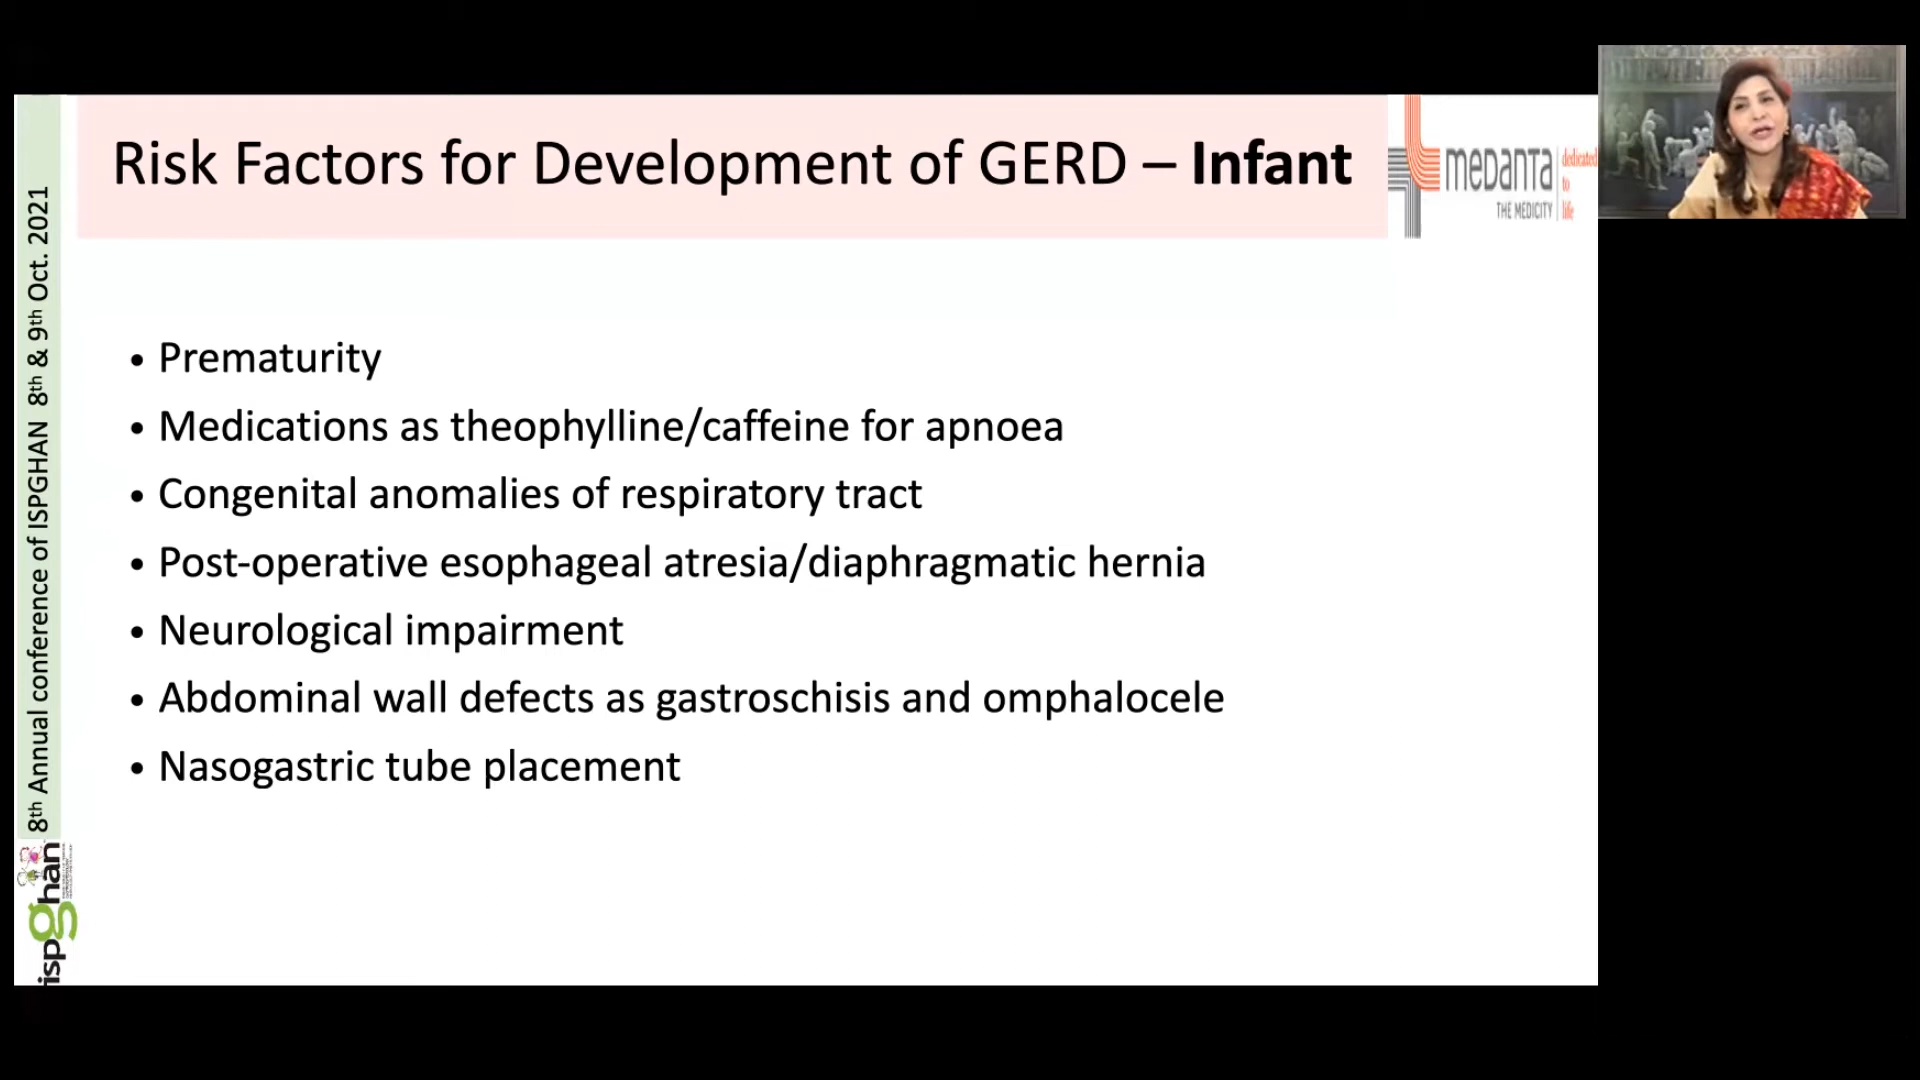 Risk Factors for Development of GERD – Infant
MEDANTA
THE MEDICITY
dedicated
to
life
• Prematurity
• Medications as theophylline/caffeine for apnoea
• Congenital anomalies of respiratory tract
• Post-operative esophageal atresia/diaphragmatic hernia
• Neurological impairment
• Abdominal wall defects as gastroschisis and omphalocele
• Nasogastric tube placement
8th Annual conference of ISPGHAN 8th & 9th Oct. 2021
ispghan